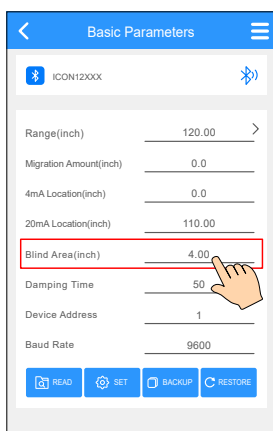 Basic Parameters
ICON12XXX
Range(inch) 120.00
Migration Amount(inch) 0.0
4mA Location(inch) 0.0
20mA Location(inch) 110.00
Blind Area(inch) 4.00
Damping Time 50
Device Address 1
Baud Rate 9600
READ SET BACKUP RESTORE